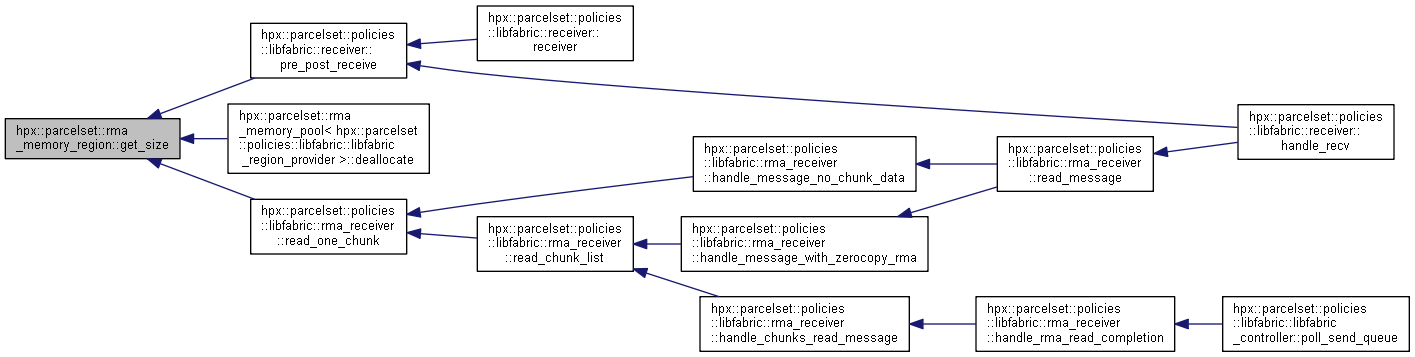 hpx::parcelset::rma
_memory_region::get_size
hpx::parcelset::policies
::libfabric::receiver::
pre_post_receive
hpx::parcelset::policies
::libfabric::receiver::
receiver
hpx::parcelset::rma
_memory_pool< hpx::parcelset
::policies::libfabric::libfabric
_region_provider >::deallocate
hpx::parcelset::policies
::libfabric::rma_receiver
::read_one_chunk
hpx::parcelset::policies
::libfabric::rma_receiver
::handle_message_no_chunk_data
hpx::parcelset::policies
::libfabric::rma_receiver
::read_message
hpx::parcelset::policies
::libfabric::receiver::
handle_recv
hpx::parcelset::policies
::libfabric::rma_receiver
::read_chunk_list
hpx::parcelset::policies
::libfabric::rma_receiver
::handle_message_with_zerocopy_rma
hpx::parcelset::policies
::libfabric::rma_receiver
::handle_chunks_read_message
hpx::parcelset::policies
::libfabric::rma_receiver
::handle_rma_read_completion
hpx::parcelset::policies
::libfabric::libfabric
_controller::poll_send_queue